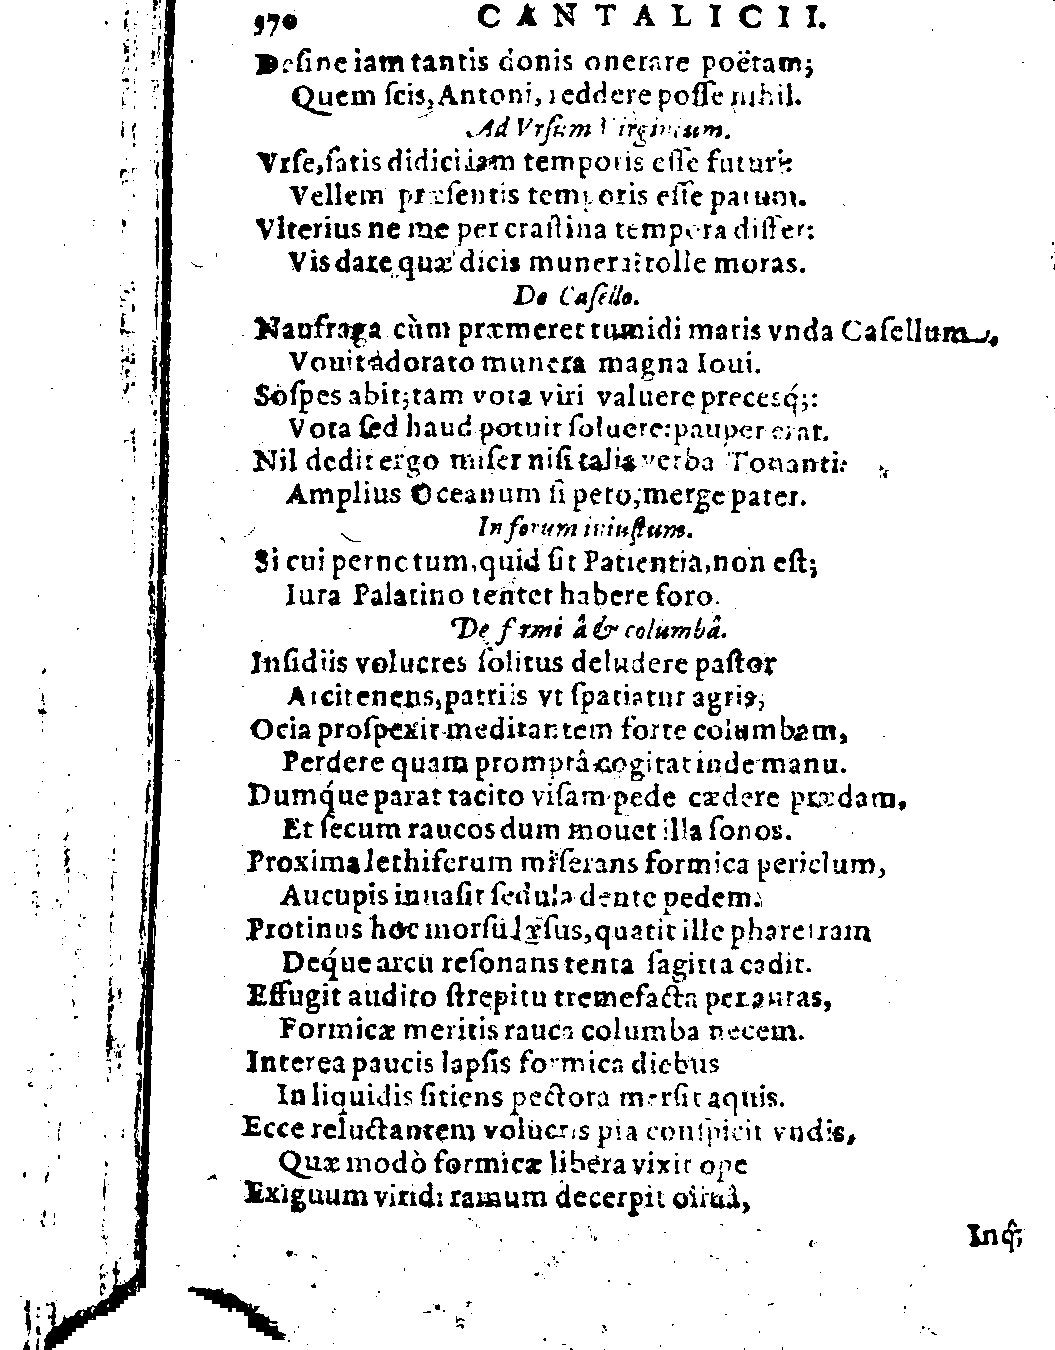 970 CANTALICII.
Deſine iam tantis donis onerare poëtam;
Quem ſcis, Antoni, reddere poſſe nihil.
Ad Vrſum Virginium.
Vrſe, ſatis didici iam temporis eſſe futuri:
Vellem præſentis temporis eſſe parum.
Vlterius ne me per craſtina tempora differ:
Vis dare quæ dicis munera: tolle moras.
De Caſello.
Naufraga cùm præmeret tumidi maris vnda Caſellum,
Vouit adorato munera magna Ioui.
Soſpes abit; tam vota viri valuere precesq́;:
Vota ſed haud potuit ſoluere: pauper erat.
Nil dedit ergo miſer niſi talia verba Tonanti:
Amplius Oceanum ſi peto; merge pater.
In forum iniuſtum.
Si cui pernotum, quid ſit Patientia, non eſt;
Iura Palatino tentet habere foro.
De formicâ & columbâ.
Inſidiis volucres ſolitus deludere paſtor
Arcitenens, patriis vt ſpatiatur agris,
Ocia proſpexit meditantem forte columbam,
Perdere quam promptâ cogitat inde manu.
Dumq́ue parat tacito viſam pede cædere prædam,
Et ſecum raucos dum mouet illa ſonos.
Proxima lethiferum miſerans formica periclum,
Aucupis inuaſit ſedula dente pedem.
Protinus hoc morſu læſus, quatit ille pharetram
Deq́ue arcu reſonans tenta ſagitta cadit.
Effugit audito ſtrepitu tremefacta per auras,
Formicæ meritis rauca columba necem.
Interea paucis lapſis formica diebus
In liquidis ſitiens pectora merſit aquis.
Ecce reluctantem volucris pia conſpicit vndis,
Quæ modò formicæ libera vixit ope
Exiguum viridi ramum decerpit oliuâ,
Inq́;